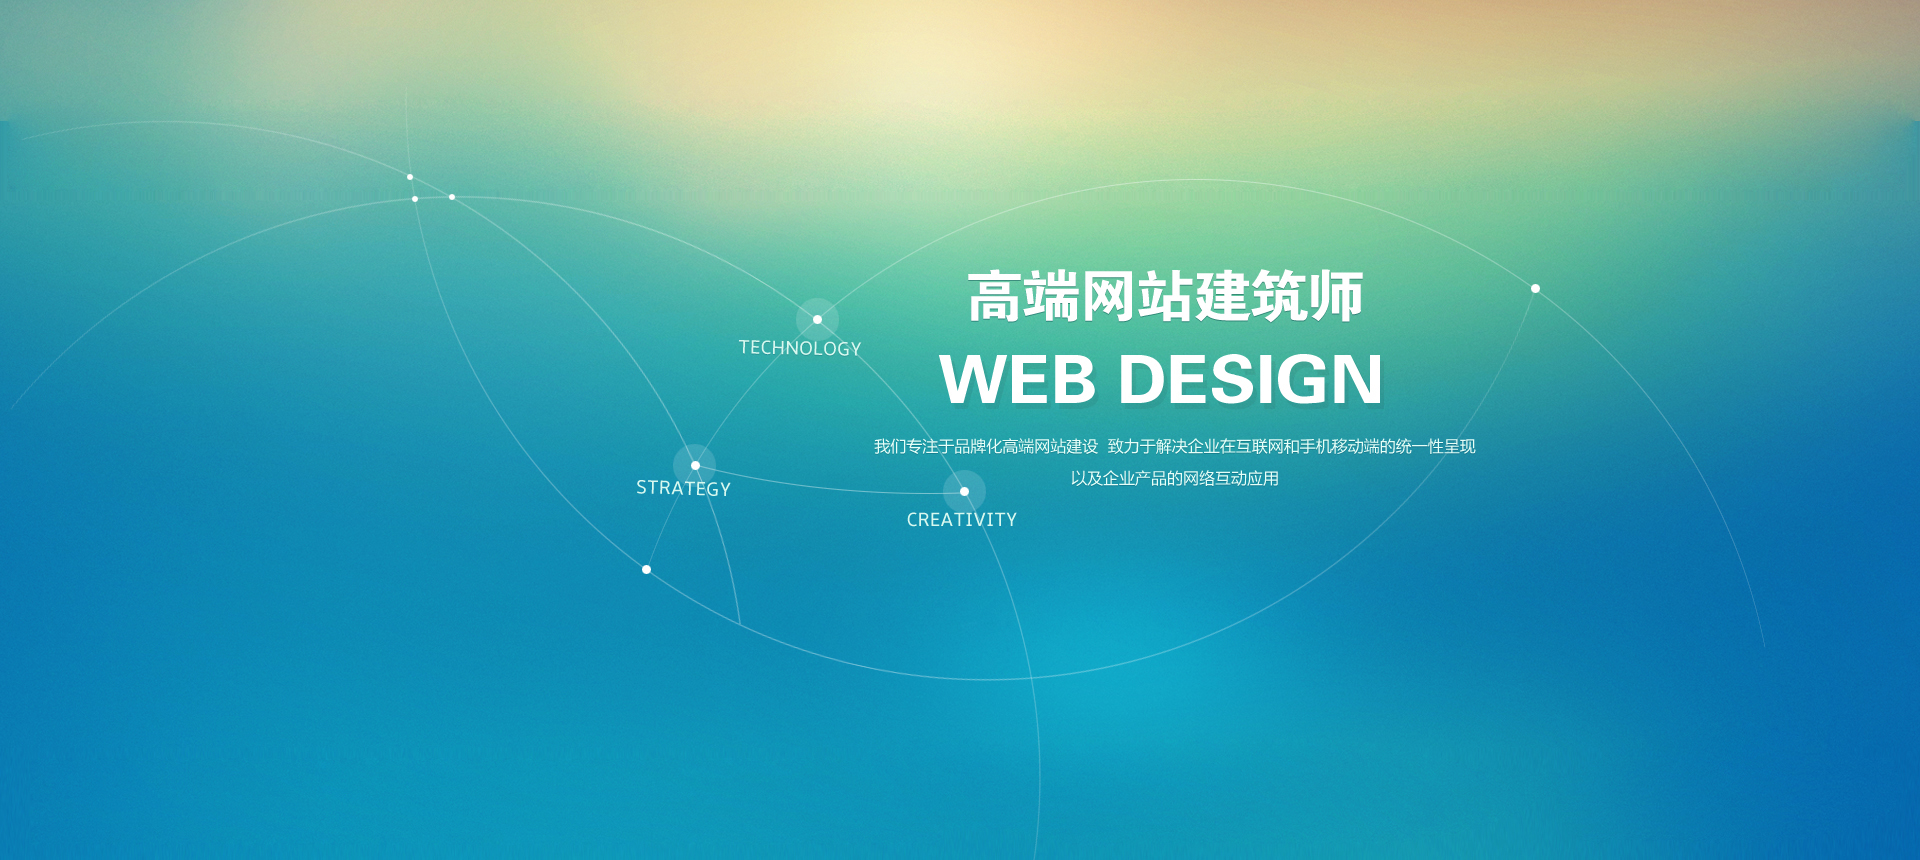 高端网站建筑师
WEB DESIGN
TECHNOLOGY
我们专注于品牌化高端网站建设 致力于解决企业在互联网和手机移动端的统一性呈现
以及企业产品的网络互动应用
STRATEGY
CREATIVITY